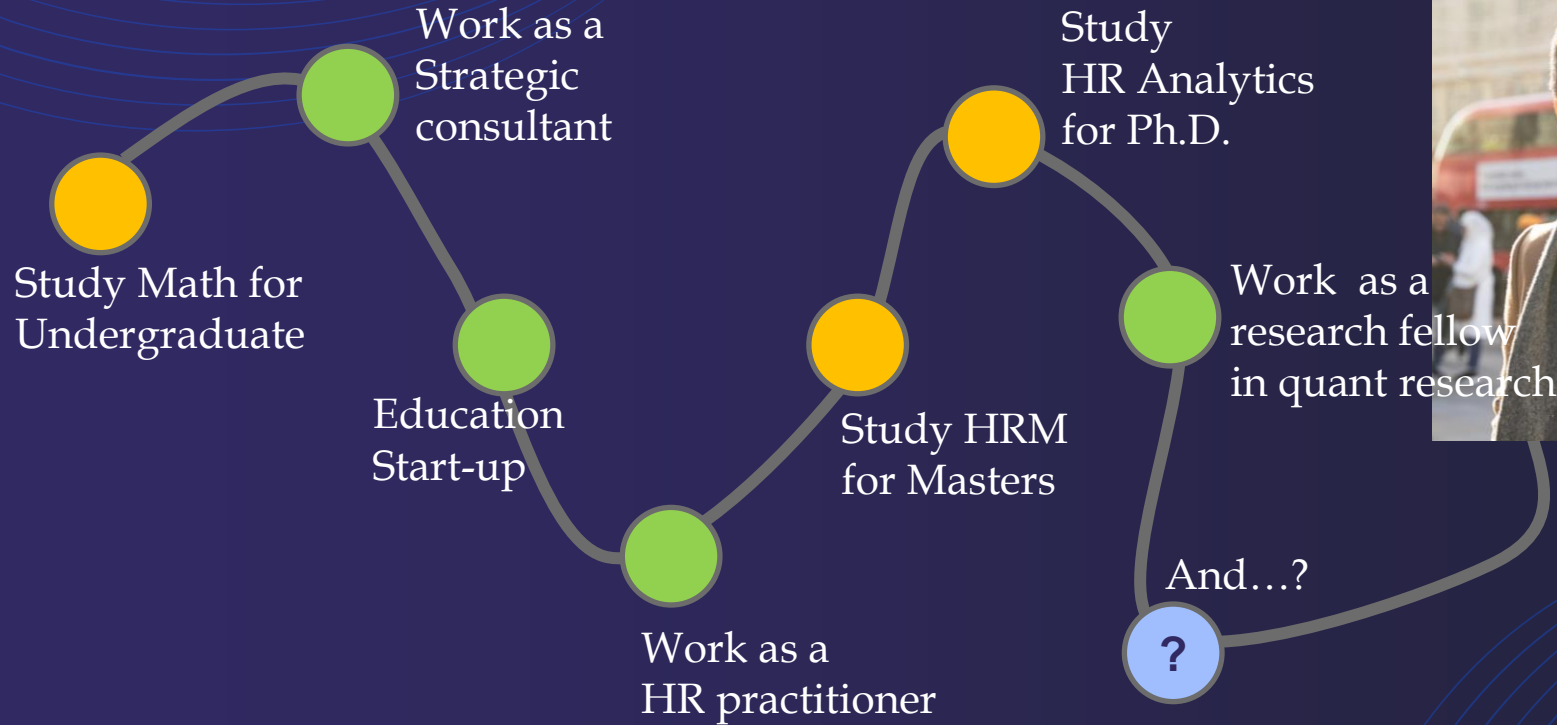 Study Math for
Undergraduate
Work as a
Strategic
consultant
Education
Start-up
Work as a
HR practitioner
Study HRM
for Masters
Study
HR Analytics
for Ph.D.
Work  as a
research fellow
in quant research
And…?
?